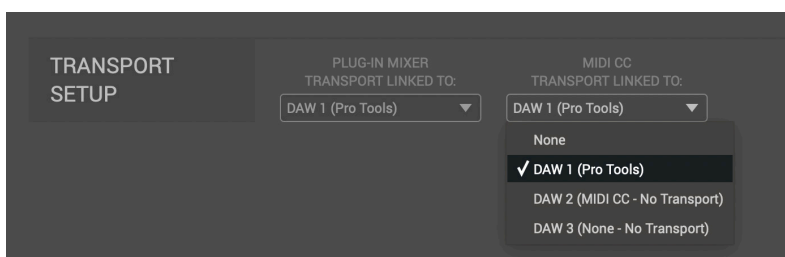 TRANSPORT
SETUP
PLUG-IN MIXER
TRANSPORT LINKED TO:
DAW 1 (Pro Tools)
MIDI CC
TRANSPORT LINKED TO:
DAW 1 (Pro Tools)
None
✓ DAW 1 (Pro Tools)
DAW 2 (MIDI CC - No Transport)
DAW 3 (None - No Transport)